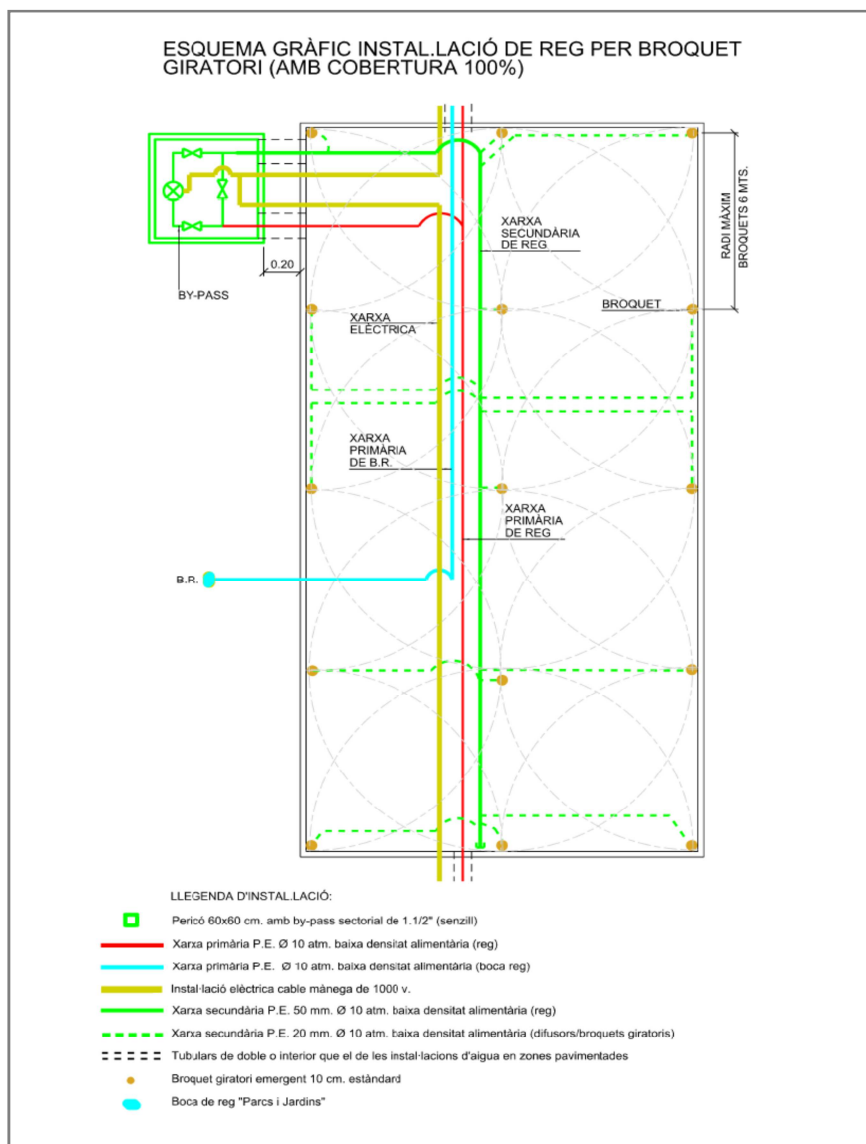 ESQUEMA GRÀFIC INSTAL.LACIÓ DE REG PER BROQUET
GIRATORI (AMB COBERTURA 100%)
XARXA
SECUNDÀRIA
DE REG
RADI MÀXIM
BROQUETS 6 MTS.
0.20
BY-PASS
XARXA
ELÈCTRICA
BROQUET
XARXA
PRIMÀRIA
DE B.R.
XARXA
PRIMÀRIA
DE REG
B.R.
LLEGENDA D'INSTAL.LACIÓ:
Pericó 60x60 cm. amb by-pass sectorial de 1.1/2" (senzill)
Xarxa primària P.E. Ø 10 atm. baixa densitat alimentària (reg)
Xarxa primària P.E. Ø 10 atm. baixa densitat alimentària (boca reg)
Instal·lació elèctrica cable mànega de 1000 v.
Xarxa secundària P.E. 50 mm. Ø 10 atm. baixa densitat alimentària (reg)
Xarxa secundària P.E. 20 mm. Ø 10 atm. baixa densitat alimentària (difusors/broquets giratoris)
Tubulars de doble o interior que el de les instal·lacions d'aigua en zones pavimentades
Broquet giratori emergent 10 cm. estàndard
Boca de reg "Parcs i Jardins"